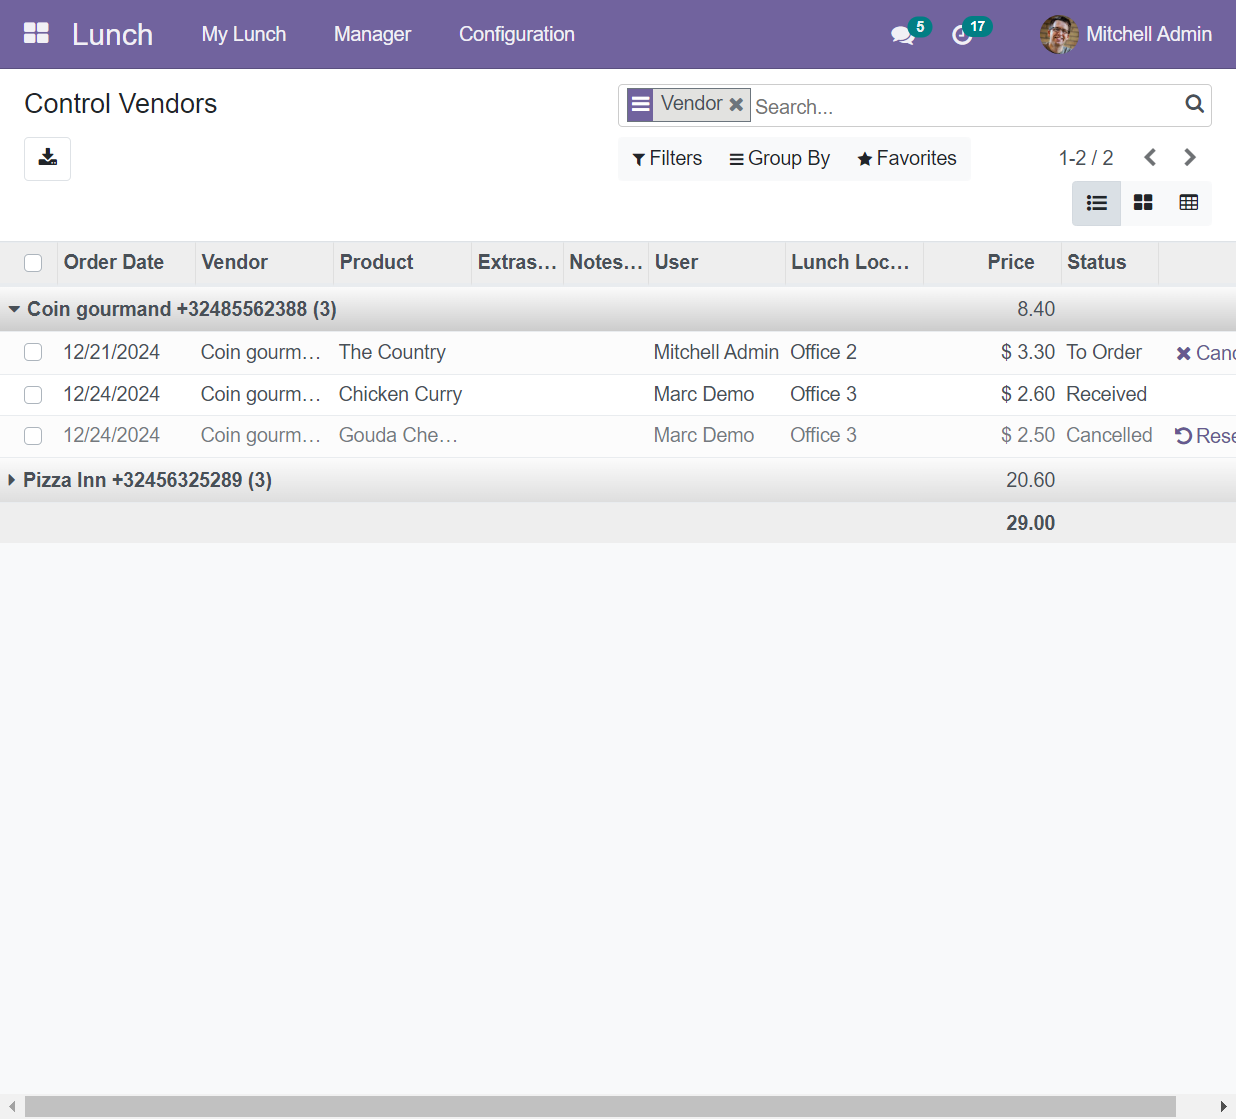 Lunch My Lunch Manager Configuration 5 17 Mitchell Admin
Control Vendors
Vendor Search...
Filters Group By Favorites 1-2 / 2
Order Date Vendor Product Extras... Notes... User Lunch Loc... Price Status
Coin gourmand +32485562388 (3) 8.40
12/21/2024 Coin gourm... The Country Mitchell Admin Office 2 $ 3.30 To Order Canc
12/24/2024 Coin gourm... Chicken Curry Marc Demo Office 3 $ 2.60 Received
12/24/2024 Coin gourm... Gouda Che... Marc Demo Office 3 $ 2.50 Cancelled Rese
Pizza Inn +32456325289 (3) 20.60
29.00